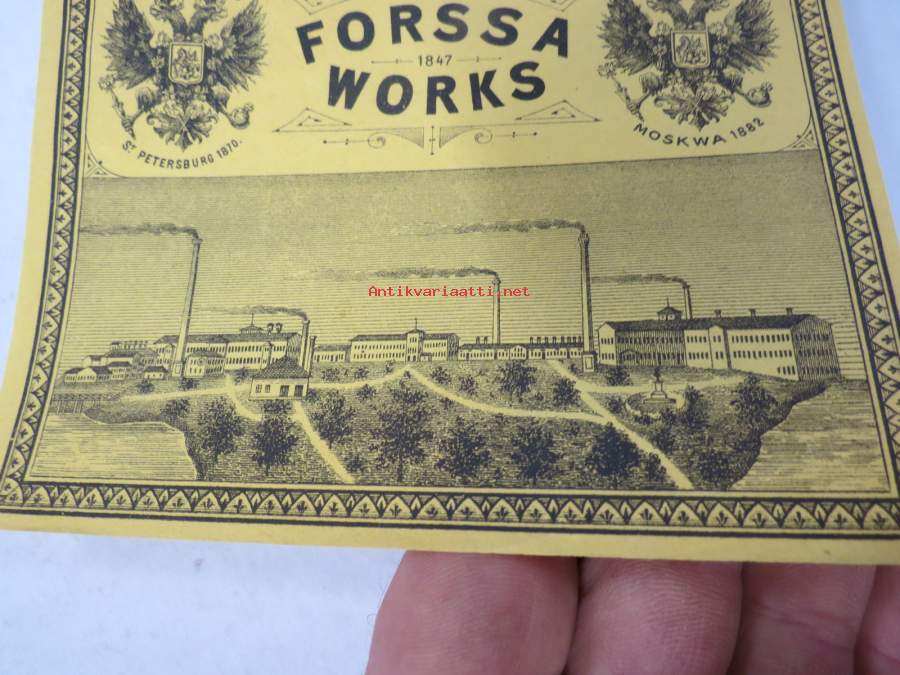 FORSSA
1847
WORKS
ST. PETERSBURG 1870.
MOSKWA 1882
Antikvariaatti.net